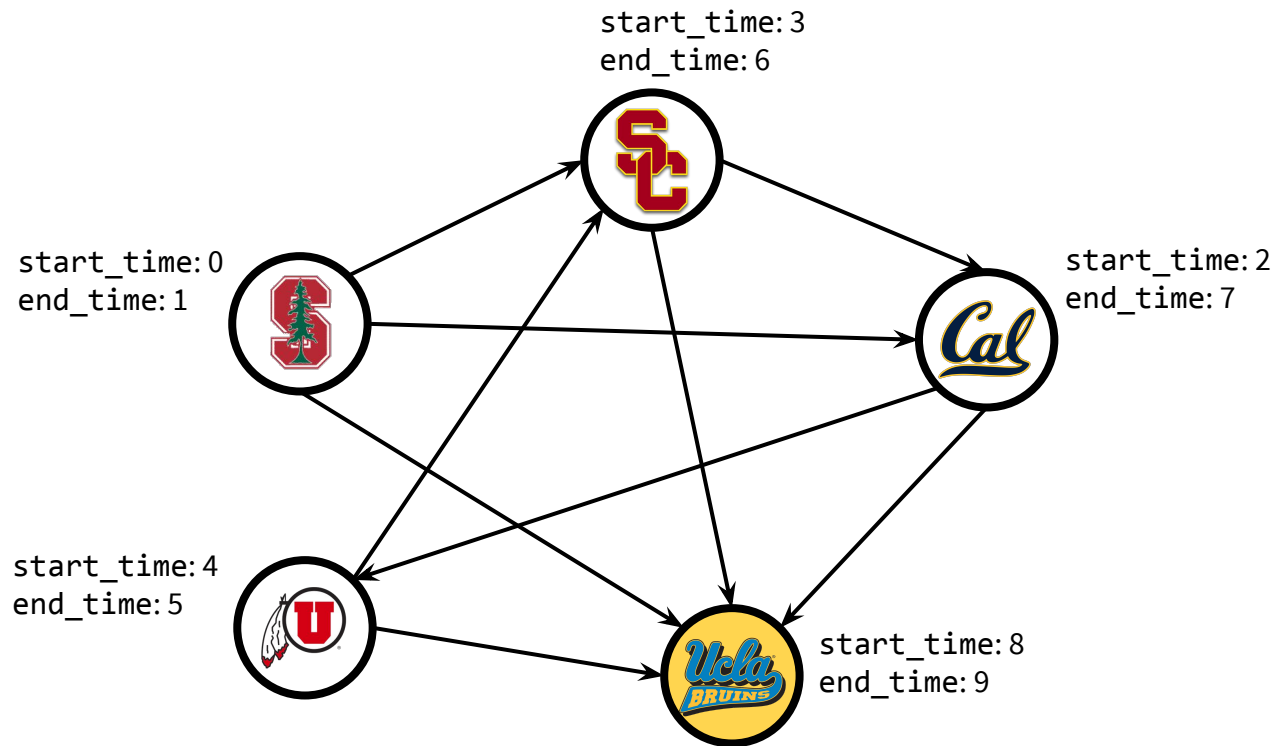 start_time: 3
end_time: 6
SC
start_time: 0
end_time: 1
S
start_time: 2
end_time: 7
Cal
start_time: 4
end_time: 5
U
Ucla
BRUINS
start_time: 8
end_time: 9